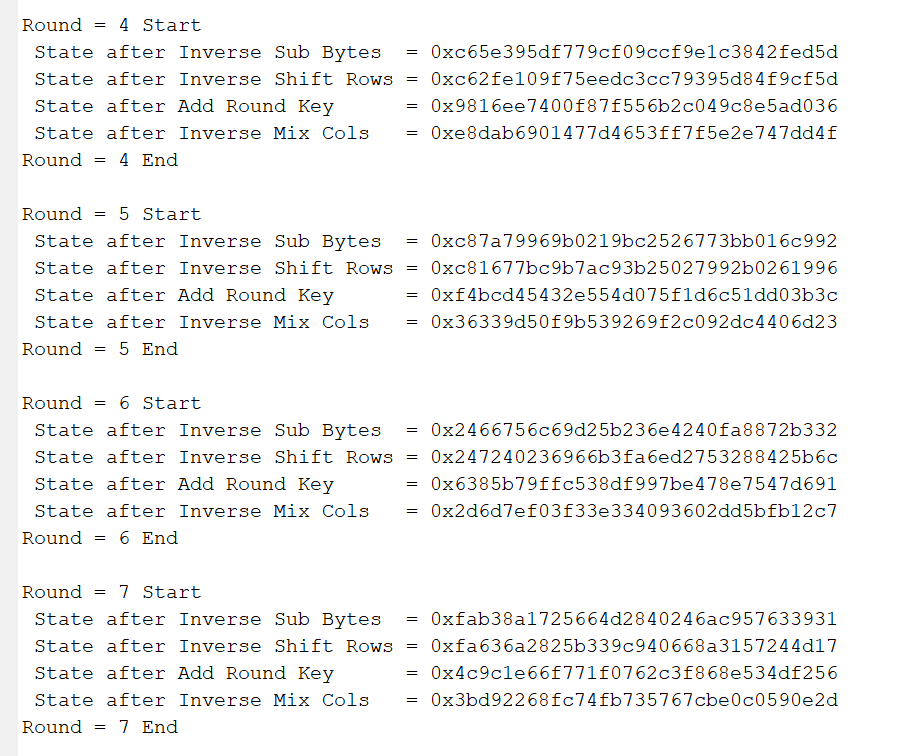 Round = 4 Start
State after Inverse Sub Bytes = 0xc65e395df779cf09ccf9e1c3842fed5d
State after Inverse Shift Rows = 0xc62fe109f75eedc3cc79395d84f9cf5d
State after Add Round Key = 0x9816ee7400f87f556b2c049c8e5ad036
State after Inverse Mix Cols = 0xe8dab6901477d4653ff7f5e2e747dd4f
Round = 4 End
Round = 5 Start
State after Inverse Sub Bytes = 0xc87a79969b0219bc2526773bb016c992
State after Inverse Shift Rows = 0xc81677bc9b7ac93b25027992b0261996
State after Add Round Key = 0xf4bcd45432e554d075f1d6c51dd03b3c
State after Inverse Mix Cols = 0x36339d50f9b539269f2c092dc4406d23
Round = 5 End
Round = 6 Start
State after Inverse Sub Bytes = 0x2466756c69d25b236e4240fa8872b332
State after Inverse Shift Rows = 0x247240236966b3fa6ed2753288425b6c
State after Add Round Key = 0x6385b79ffc538df997be478e7547d691
State after Inverse Mix Cols = 0x2d6d7ef03f33e334093602dd5bfb12c7
Round = 6 End
Round = 7 Start
State after Inverse Sub Bytes = 0xfab38a1725664d2840246ac957633931
State after Inverse Shift Rows = 0xfa636a2825b339c940668a3157244d17
State after Add Round Key = 0x4c9c1e66f771f0762c3f868e534df256
State after Inverse Mix Cols = 0x3bd92268fc74fb735767cbe0c0590e2d
Round = 7 End